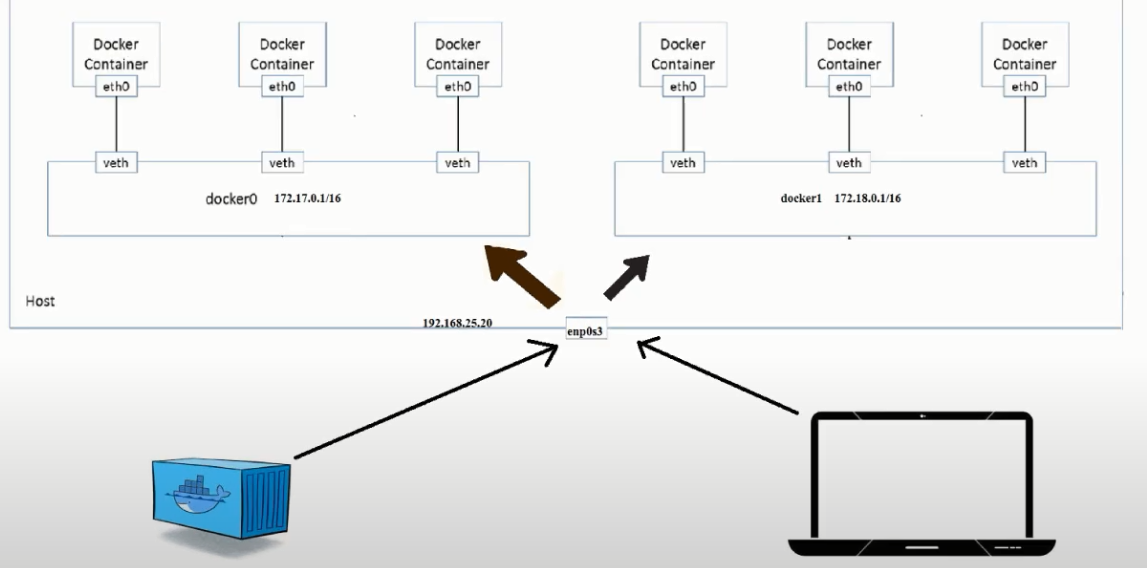 Docker
Container
eth0
Docker
Container
eth0
Docker
Container
eth0
Docker
Container
eth0
Docker
Container
eth0
Docker
Container
eth0
veth
veth
veth
veth
veth
veth
docker0 172.17.0.1/16
docker1 172.18.0.1/16
Host
192.168.25.20
enp0s3